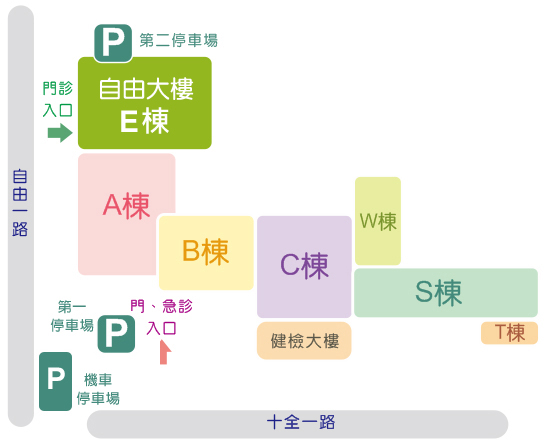 P
第二停車場
門診
入口
自由大樓
E棟
自由一路
A棟
B棟
C棟
W棟
S棟
T棟
健檢大樓
第一
停車場
P
門、急診
入口
P
機車
停車場
十全一路